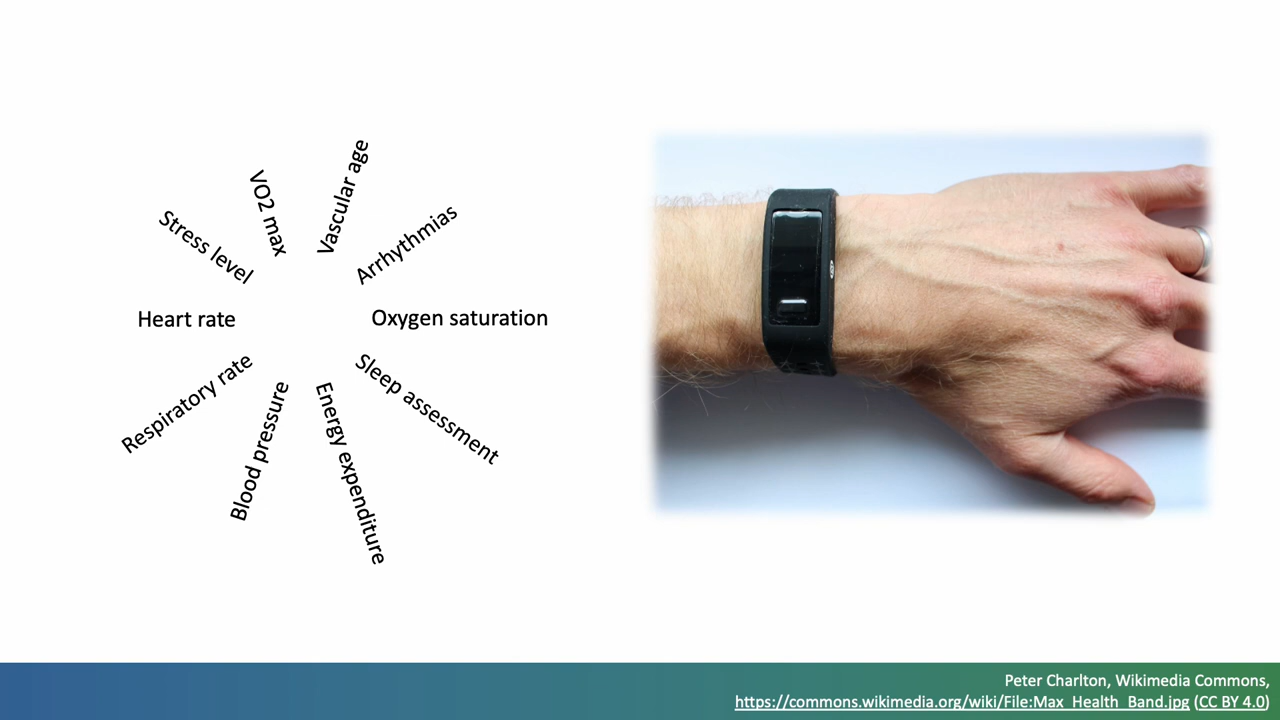 VO2 max
Vascular age
Stress level
Arrhythmias
Heart rate
Oxygen saturation
Respiratory rate
Sleep assessment
Blood pressure
Energy expenditure
Peter Charlton, Wikimedia Commons,
https://commons.wikimedia.org/wiki/File:Max_Health_Band.jpg (CC BY 4.0)